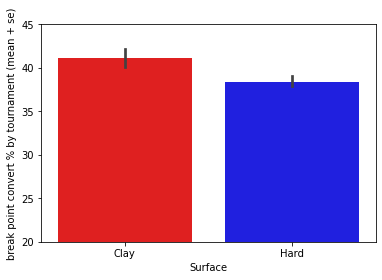 break point convert % by tournament (mean + se)
45
40
35
30
25
20
Clay
Hard
Surface